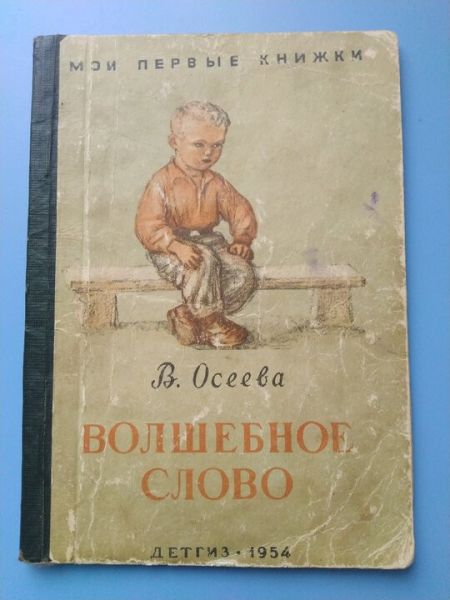 МОИ ПЕРВЫЕ КНИЖКИ
В. Осеева
ВОЛШЕБНОЕ
СЛОВО
ДЕТГИЗ · 1954